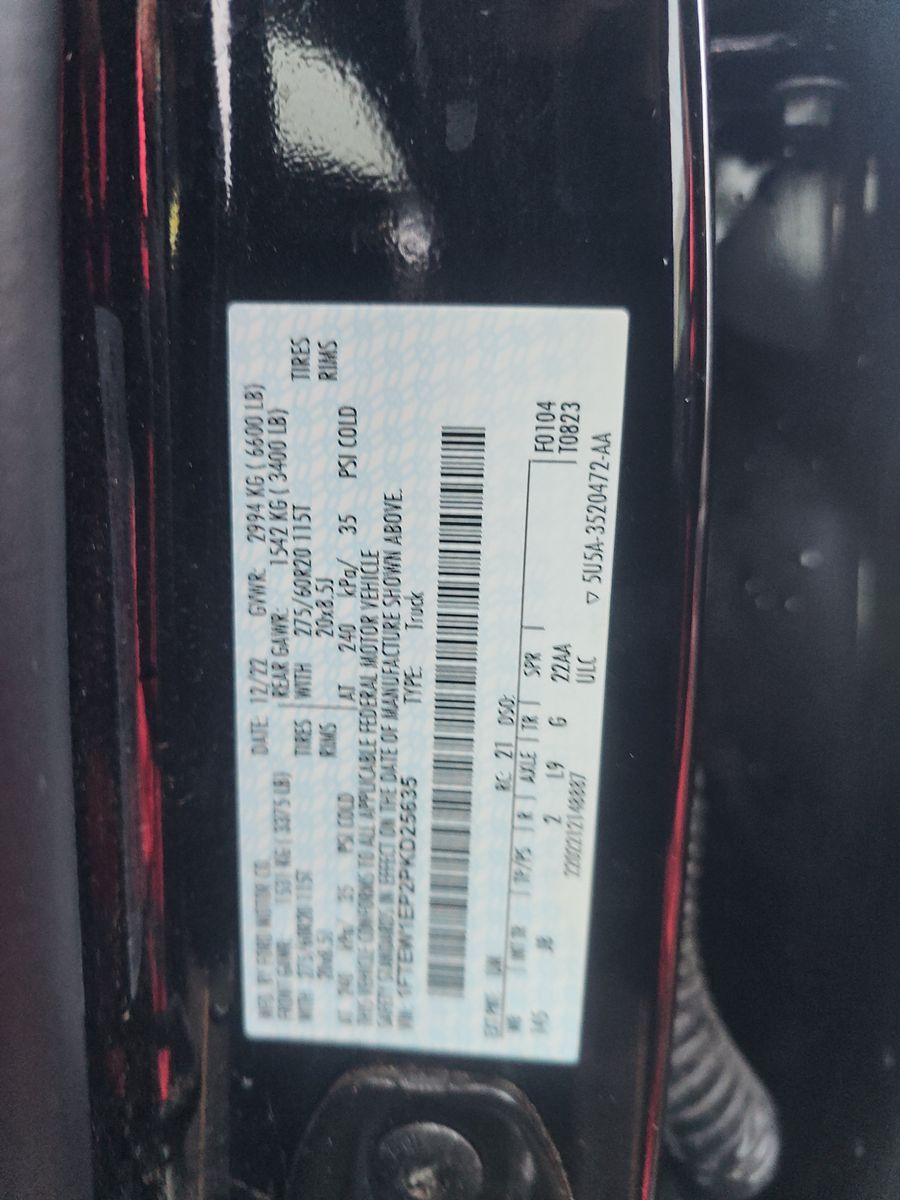 MFD. BY FORD MOTOR CO.
DATE: 12/22 GVWR: 2994 KG ( 6600 LB)
FRONT GAWR: 1531 KG ( 3375 LB)
REAR GAWR: 1542 KG ( 3400 LB)
WITH 275/60R20 115T TIRES
WITH 275/60R20 115T TIRES
20x8.5J RIMS
20x8.5J RIMS
AT 240 kPa/ 35 PSI COLD
AT 240 kPa/ 35 PSI COLD
THIS VEHICLE CONFORMS TO ALL APPLICABLE FEDERAL MOTOR VEHICLE
SAFETY STANDARDS IN EFFECT ON THE DATE OF MANUFACTURE SHOWN ABOVE.
VIN: 1FTEW1EP2PKD25635 TYPE: Truck
EXT PNT: UM RC: 21 DSO:
WB INT TR TP/PS R AXLE TR SPR F0104
145 JB 2 L9 G 22AA T0823
ULC
▽ 5U5A-3520472-AA